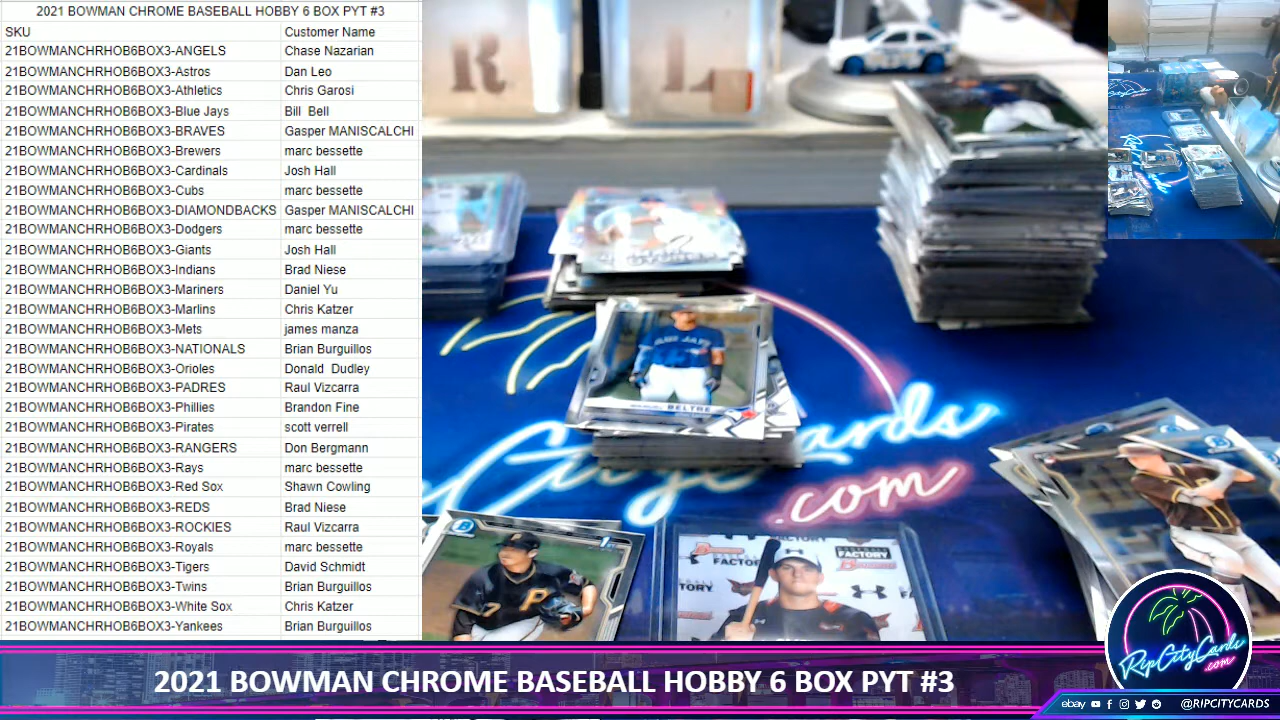 2021 BOWMAN CHROME BASEBALL HOBBY 6 BOX PYT #3
SKU Customer Name
21BOWMANCHRHOB6BOX3-ANGELS Chase Nazarian
21BOWMANCHRHOB6BOX3-Astros Dan Leo
21BOWMANCHRHOB6BOX3-Athletics Chris Garosi
21BOWMANCHRHOB6BOX3-Blue Jays Bill  Bell
21BOWMANCHRHOB6BOX3-BRAVES Gasper MANISCALCHI
21BOWMANCHRHOB6BOX3-Brewers marc bessette
21BOWMANCHRHOB6BOX3-Cardinals Josh Hall
21BOWMANCHRHOB6BOX3-Cubs marc bessette
21BOWMANCHRHOB6BOX3-DIAMONDBACKS Gasper MANISCALCHI
21BOWMANCHRHOB6BOX3-Dodgers marc bessette
21BOWMANCHRHOB6BOX3-Giants Josh Hall
21BOWMANCHRHOB6BOX3-Indians Brad Niese
21BOWMANCHRHOB6BOX3-Mariners Daniel Yu
21BOWMANCHRHOB6BOX3-Marlins Chris Katzer
21BOWMANCHRHOB6BOX3-Mets james manza
21BOWMANCHRHOB6BOX3-NATIONALS Brian Burguillos
21BOWMANCHRHOB6BOX3-Orioles Donald  Dudley
21BOWMANCHRHOB6BOX3-PADRES Raul Vizcarra
21BOWMANCHRHOB6BOX3-Phillies Brandon Fine
21BOWMANCHRHOB6BOX3-Pirates scott verrell
21BOWMANCHRHOB6BOX3-RANGERS Don Bergmann
21BOWMANCHRHOB6BOX3-Rays marc bessette
21BOWMANCHRHOB6BOX3-Red Sox Shawn Cowling
21BOWMANCHRHOB6BOX3-REDS Brad Niese
21BOWMANCHRHOB6BOX3-ROCKIES Raul Vizcarra
21BOWMANCHRHOB6BOX3-Royals marc bessette
21BOWMANCHRHOB6BOX3-Tigers David Schmidt
21BOWMANCHRHOB6BOX3-Twins Brian Burguillos
21BOWMANCHRHOB6BOX3-White Sox Chris Katzer
21BOWMANCHRHOB6BOX3-Yankees Brian Burguillos
R L
BELTRE
ards
.com
P
Bowman
BASEBALL FACTORY
Bowman
RipCityCards
.com
2021 BOWMAN CHROME BASEBALL HOBBY 6 BOX PYT #3
ebay @RIPCITYCARDS